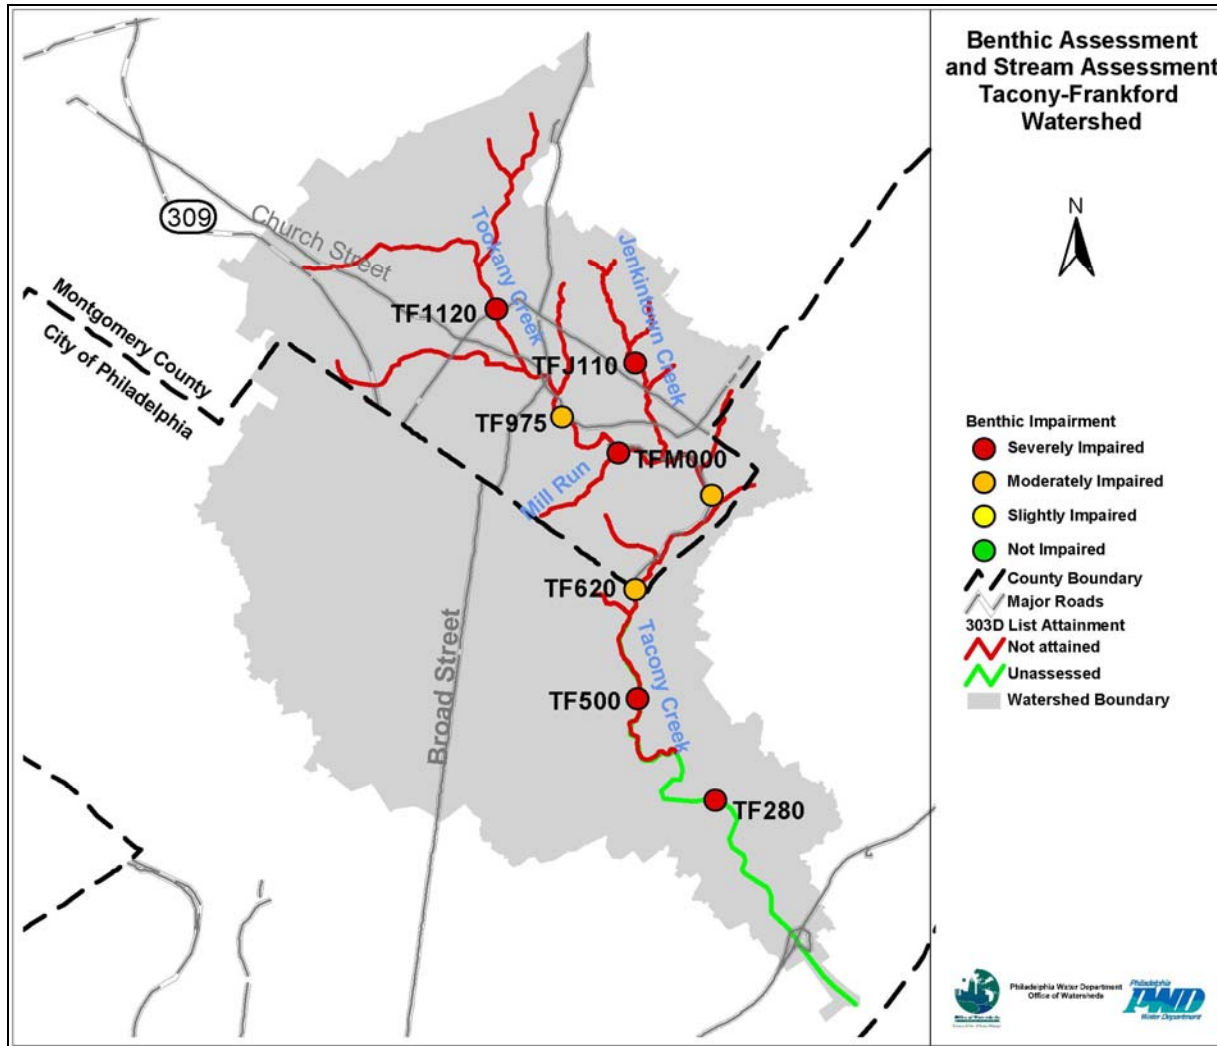 Benthic Assessment
and Stream Assessment
Tacony-Frankford
Watershed
N
309
Church Street
Tookany Creek
Jenkintown Creek
TF1120
TFJ110
Montgomery County
City of Philadelphia
TF975
TFM000
Mill Run
TF620
Tacony Creek
Broad Street
TF500
TF280
Benthic Impairment
Severely Impaired
Moderately Impaired
Slightly Impaired
Not Impaired
County Boundary
Major Roads
303D List Attainment
Not attained
Unassessed
Watershed Boundary
Philadelphia Water Department
Office of Watersheds
Philadelphia
PWD
Water Department